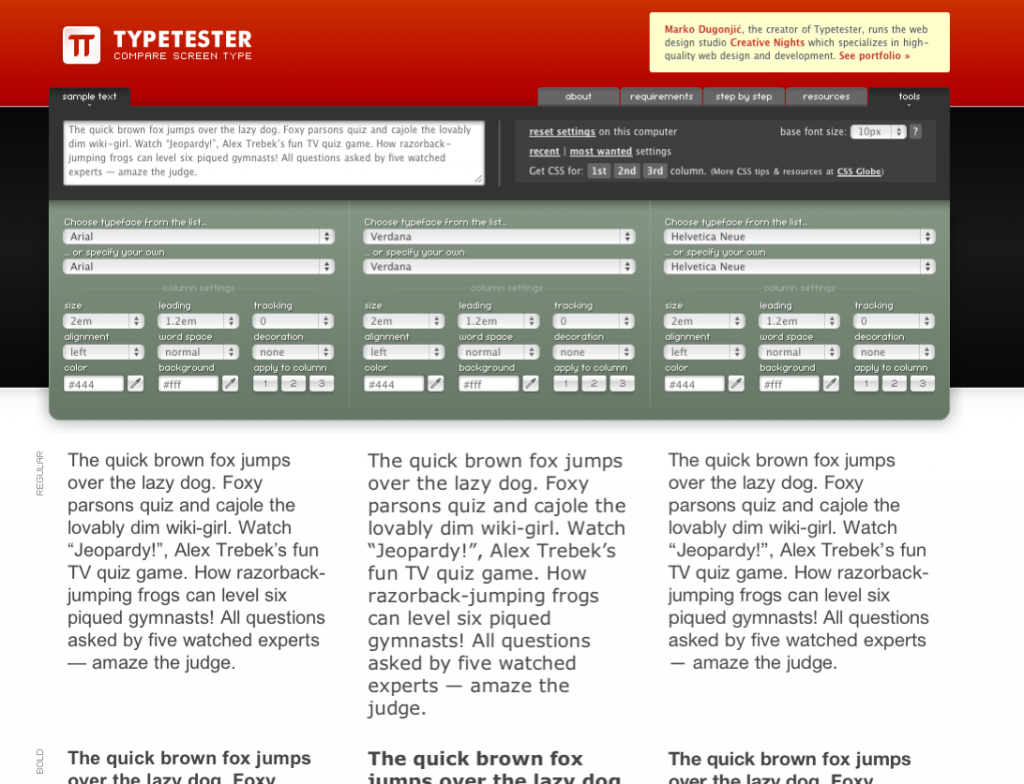 TYPETESTER
COMPARE SCREEN TYPE
Marko Dugonjić, the creator of Typetester, runs the web
design studio Creative Nights which specializes in high-
quality web design and development. See portfolio »
sample text
about
requirements
step by step
resources
tools
The quick brown fox jumps over the lazy dog. Foxy parsons quiz and cajole the lovably
dim wiki-girl. Watch "Jeopardy!", Alex Trebek's fun TV quiz game. How razorback-
jumping frogs can level six piqued gymnasts! All questions asked by five watched
experts — amaze the judge.
reset settings on this computer
base font size: 10px ?
recent | most wanted settings
Get CSS for: 1st 2nd 3rd column. (More CSS tips & resources at CSS Globe)
Choose typeface from the list...
Arial
... or specify your own
Arial
column settings
size leading tracking
2em 1.2em 0
alignment word space decoration
left normal none
color background apply to column
#444 #fff 1 2 3
Choose typeface from the list...
Verdana
... or specify your own
Verdana
column settings
size leading tracking
2em 1.2em 0
alignment word space decoration
left normal none
color background apply to column
#444 #fff 1 2 3
Choose typeface from the list...
Helvetica Neue
... or specify your own
Helvetica Neue
column settings
size leading tracking
2em 1.2em 0
alignment word space decoration
left normal none
color background apply to column
#444 #fff 1 2 3
REGULAR
The quick brown fox jumps
over the lazy dog. Foxy
parsons quiz and cajole the
lovably dim wiki-girl. Watch
“Jeopardy!”, Alex Trebek’s fun
TV quiz game. How razorback-
jumping frogs can level six
piqued gymnasts! All questions
asked by five watched experts
— amaze the judge.
The quick brown fox jumps
over the lazy dog. Foxy
parsons quiz and cajole the
lovably dim wiki-girl. Watch
“Jeopardy!”, Alex Trebek’s
fun TV quiz game. How
razorback-jumping frogs
can level six piqued
gymnasts! All questions
asked by five watched
experts — amaze the
judge.
The quick brown fox jumps
over the lazy dog. Foxy
parsons quiz and cajole the
lovably dim wiki-girl. Watch
“Jeopardy!”, Alex Trebek’s fun
TV quiz game. How razorback-
jumping frogs can level six
piqued gymnasts! All questions
asked by five watched experts
— amaze the judge.
BOLD
The quick brown fox jumps
over the lazy dog. Foxy
The quick brown fox
jumps over the lazy dog.
The quick brown fox jumps
over the lazy dog. Foxy